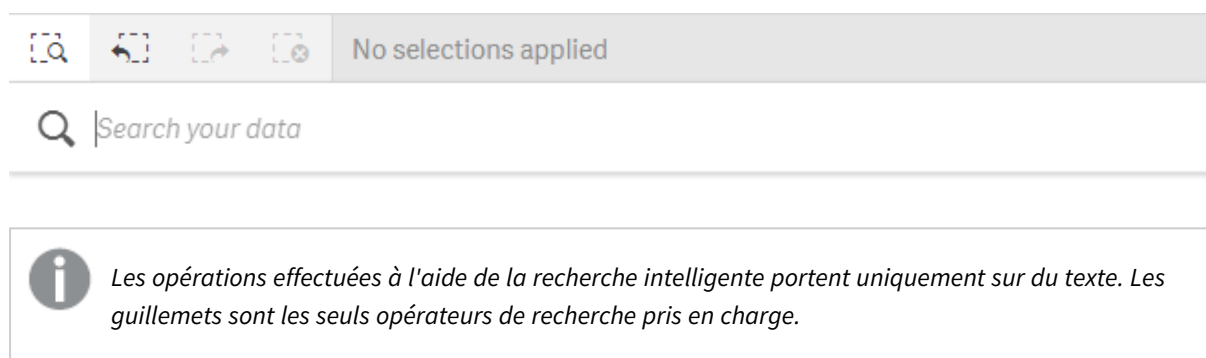 No selections applied
Search your data
Les opérations effectuées à l'aide de la recherche intelligente portent uniquement sur du texte. Les
guillemets sont les seuls opérateurs de recherche pris en charge.